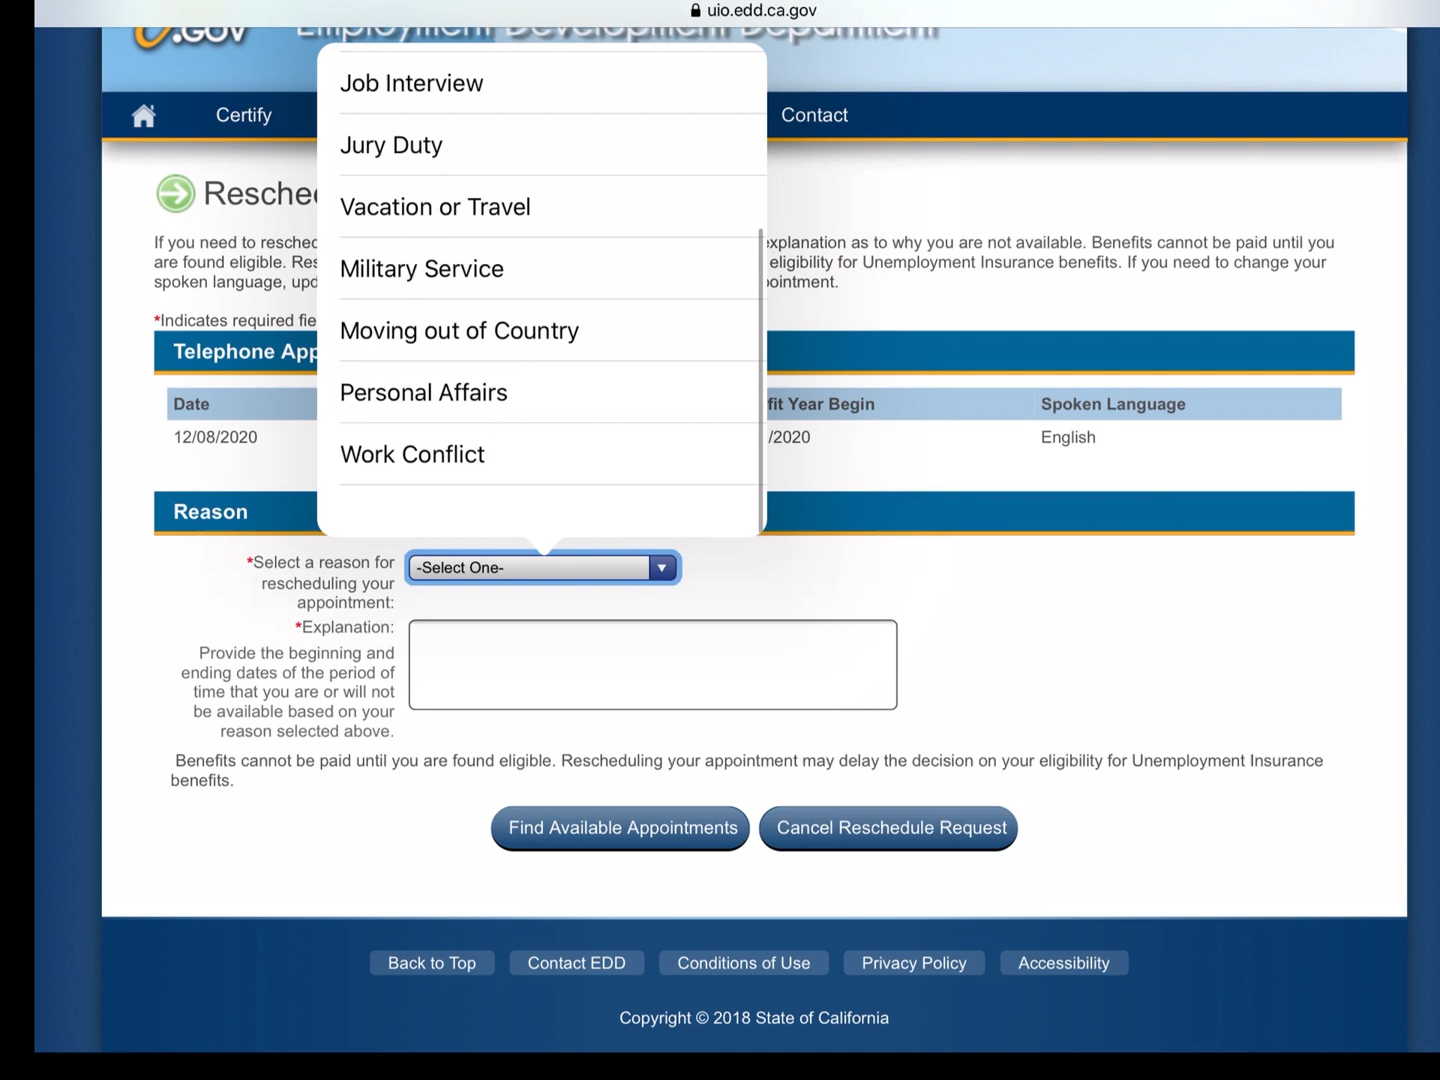 uio.edd.ca.gov
.GOV Employment Development Department
Certify
Contact
Job Interview
Jury Duty
Vacation or Travel
Military Service
Moving out of Country
Personal Affairs
Work Conflict
If you need to
explanation as to why you are not available. Benefits cannot be paid until you
are found eligible.
eligibility for Unemployment Insurance benefits. If you need to change your
spoken language,
*Indicates required
Telephone
Date
Year Begin
Spoken Language
12/08/2020
/2020
English
Reason
*Select a reason for
rescheduling your
appointment:
-Select One-
*Explanation:
Provide the beginning and
ending dates of the period of
time that you are or will not
be available based on your
reason selected above.
Benefits cannot be paid until you are found eligible. Rescheduling your appointment may delay the decision on your eligibility for Unemployment Insurance
benefits.
Find Available Appointments
Cancel Reschedule Request
Back to Top
Contact EDD
Conditions of Use
Privacy Policy
Accessibility
Copyright © 2018 State of California